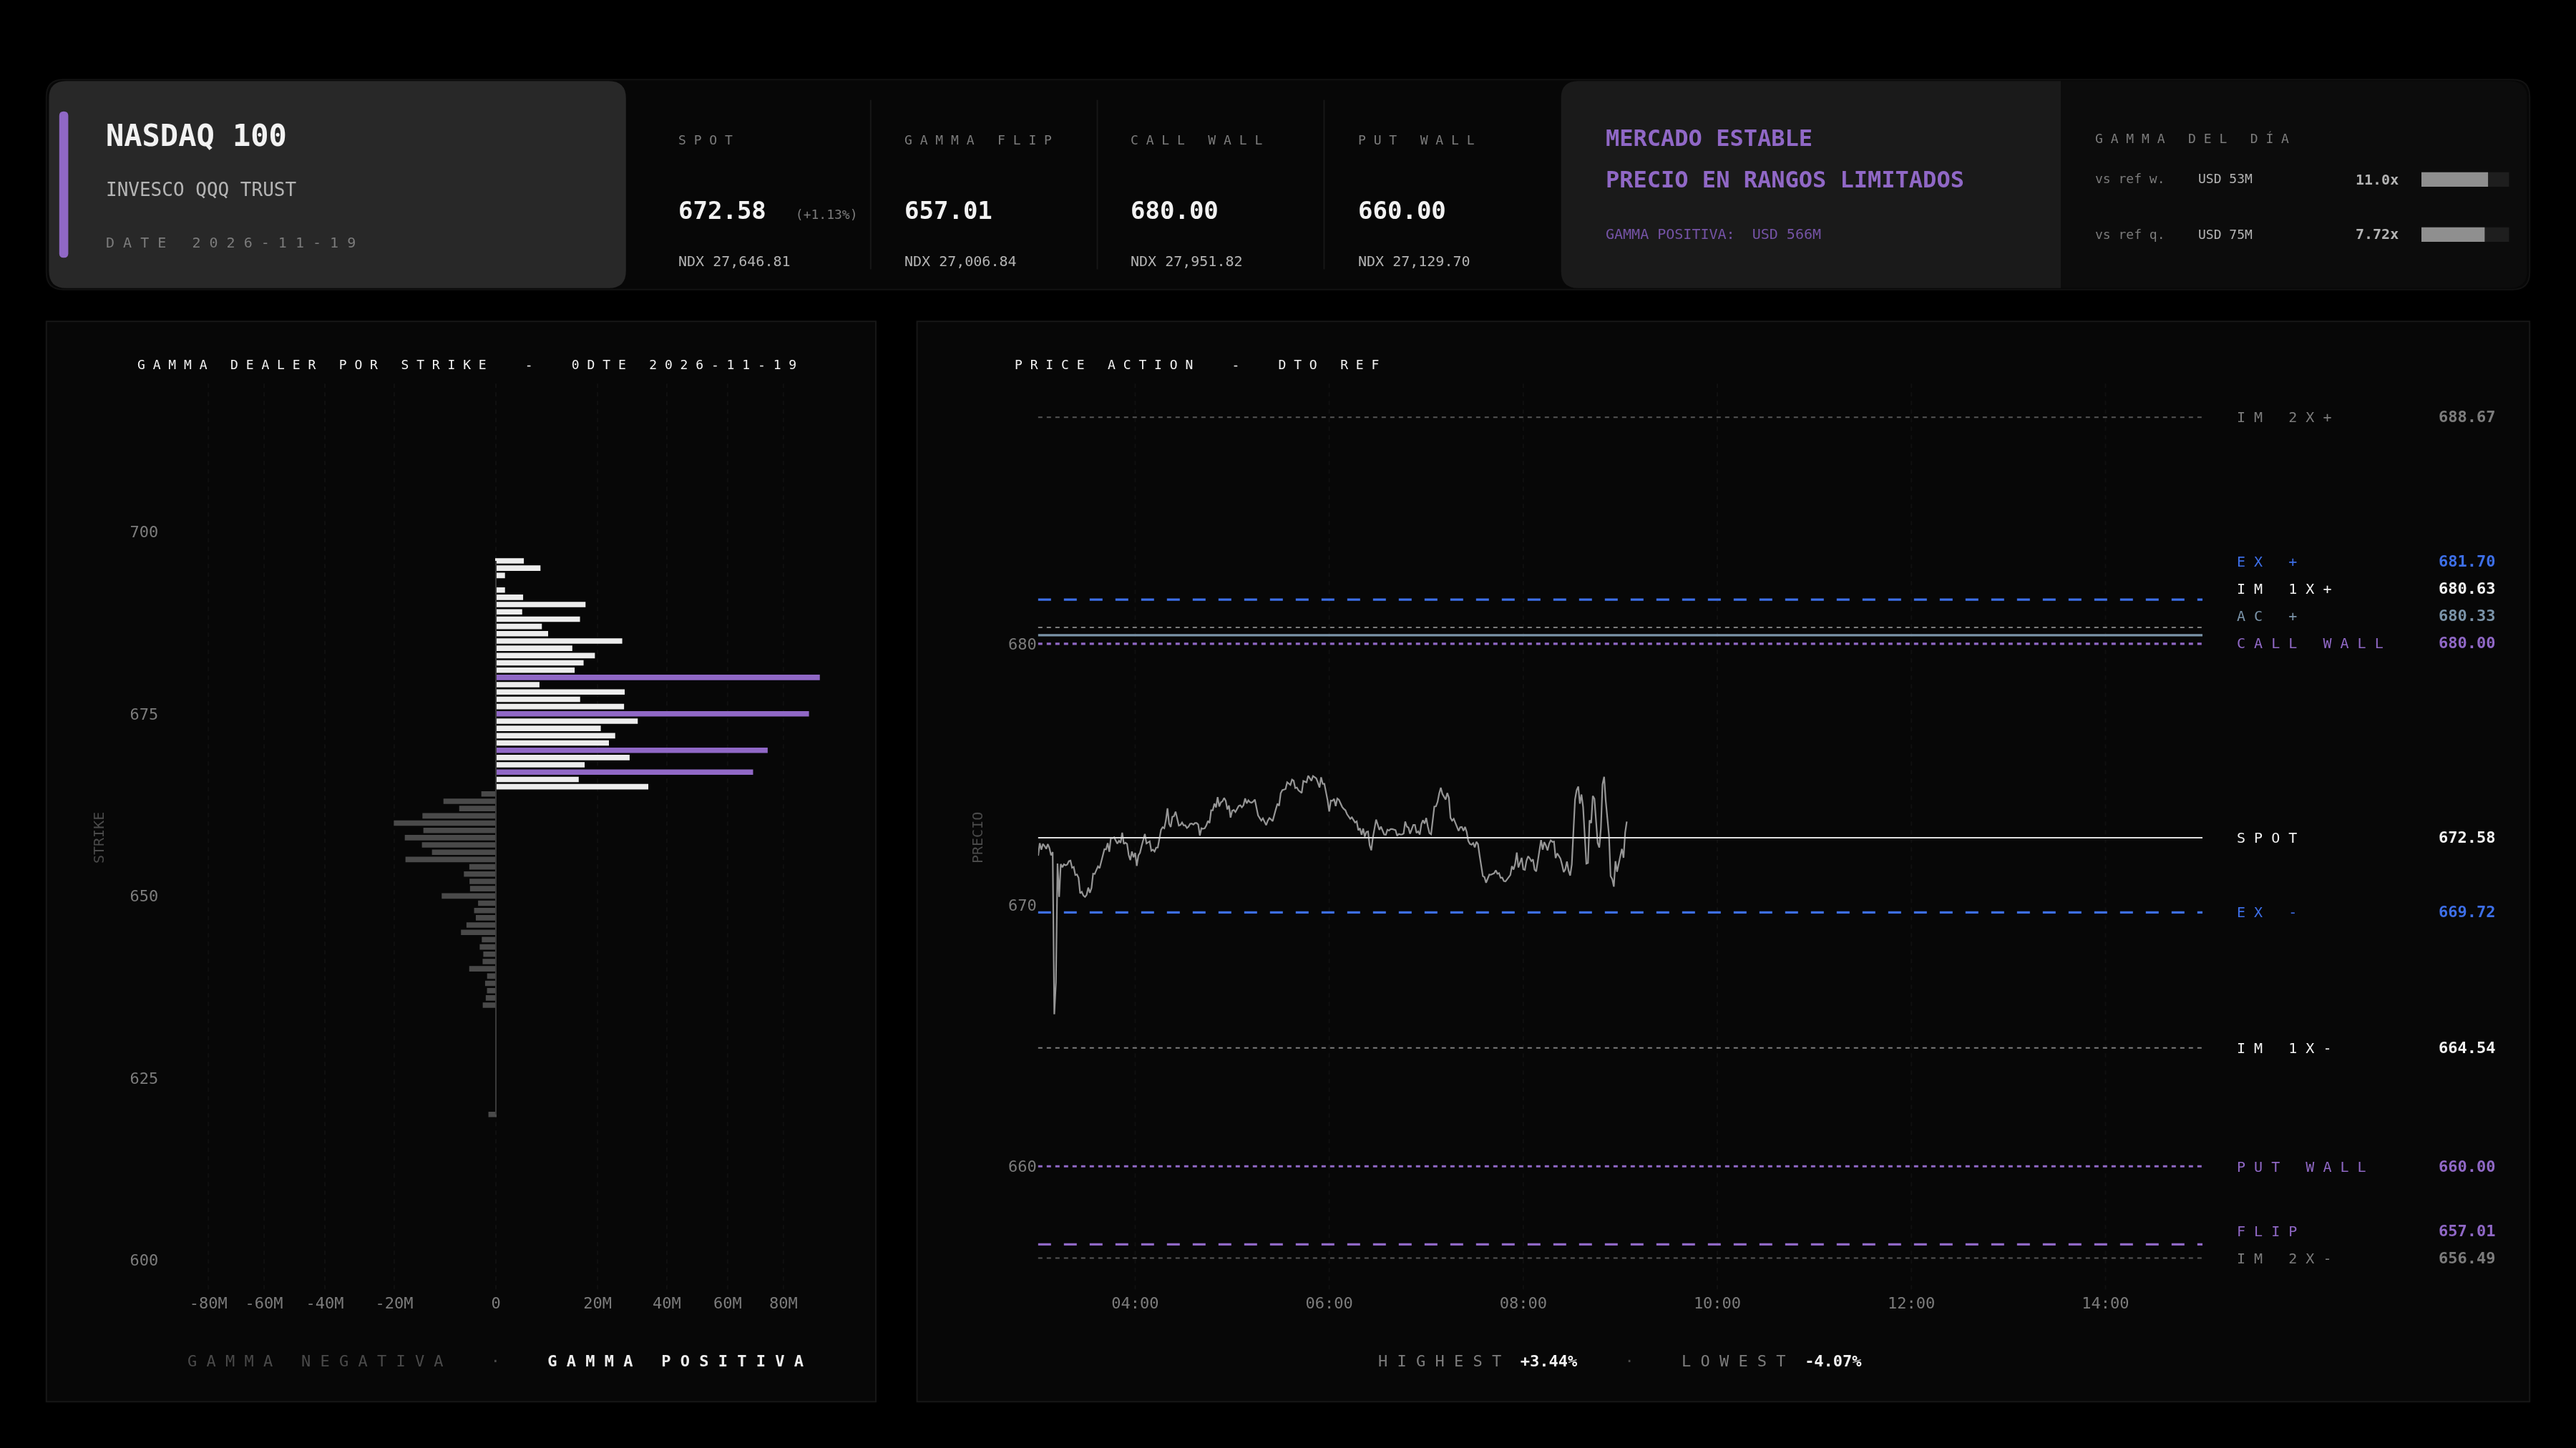 NASDAQ 100
INVESCO QQQ TRUST
DATE 2026-11-19
SPOT
672.58 (+1.13%)
NDX 27,646.81
GAMMA FLIP
657.01
NDX 27,006.84
CALL WALL
680.00
NDX 27,951.82
PUT WALL
660.00
NDX 27,129.70
MERCADO ESTABLE
PRECIO EN RANGOS LIMITADOS
GAMMA POSITIVA: USD 566M
GAMMA DEL DÍA
vs ref w. USD 53M 11.0x
vs ref q. USD 75M 7.72x
GAMMA DEALER POR STRIKE - 0DTE 2026-11-19
700
675
650
625
600
STRIKE
-80M -60M -40M -20M 0 20M 40M 60M 80M
GAMMA NEGATIVA · GAMMA POSITIVA
PRICE ACTION - DTO REF
680
670
660
PRECIO
IM 2X+ 688.67
EX + 681.70
IM 1X+ 680.63
AC + 680.33
CALL WALL 680.00
SPOT 672.58
EX - 669.72
IM 1X- 664.54
PUT WALL 660.00
FLIP 657.01
IM 2X- 656.49
04:00 06:00 08:00 10:00 12:00 14:00
HIGHEST +3.44% · LOWEST -4.07%